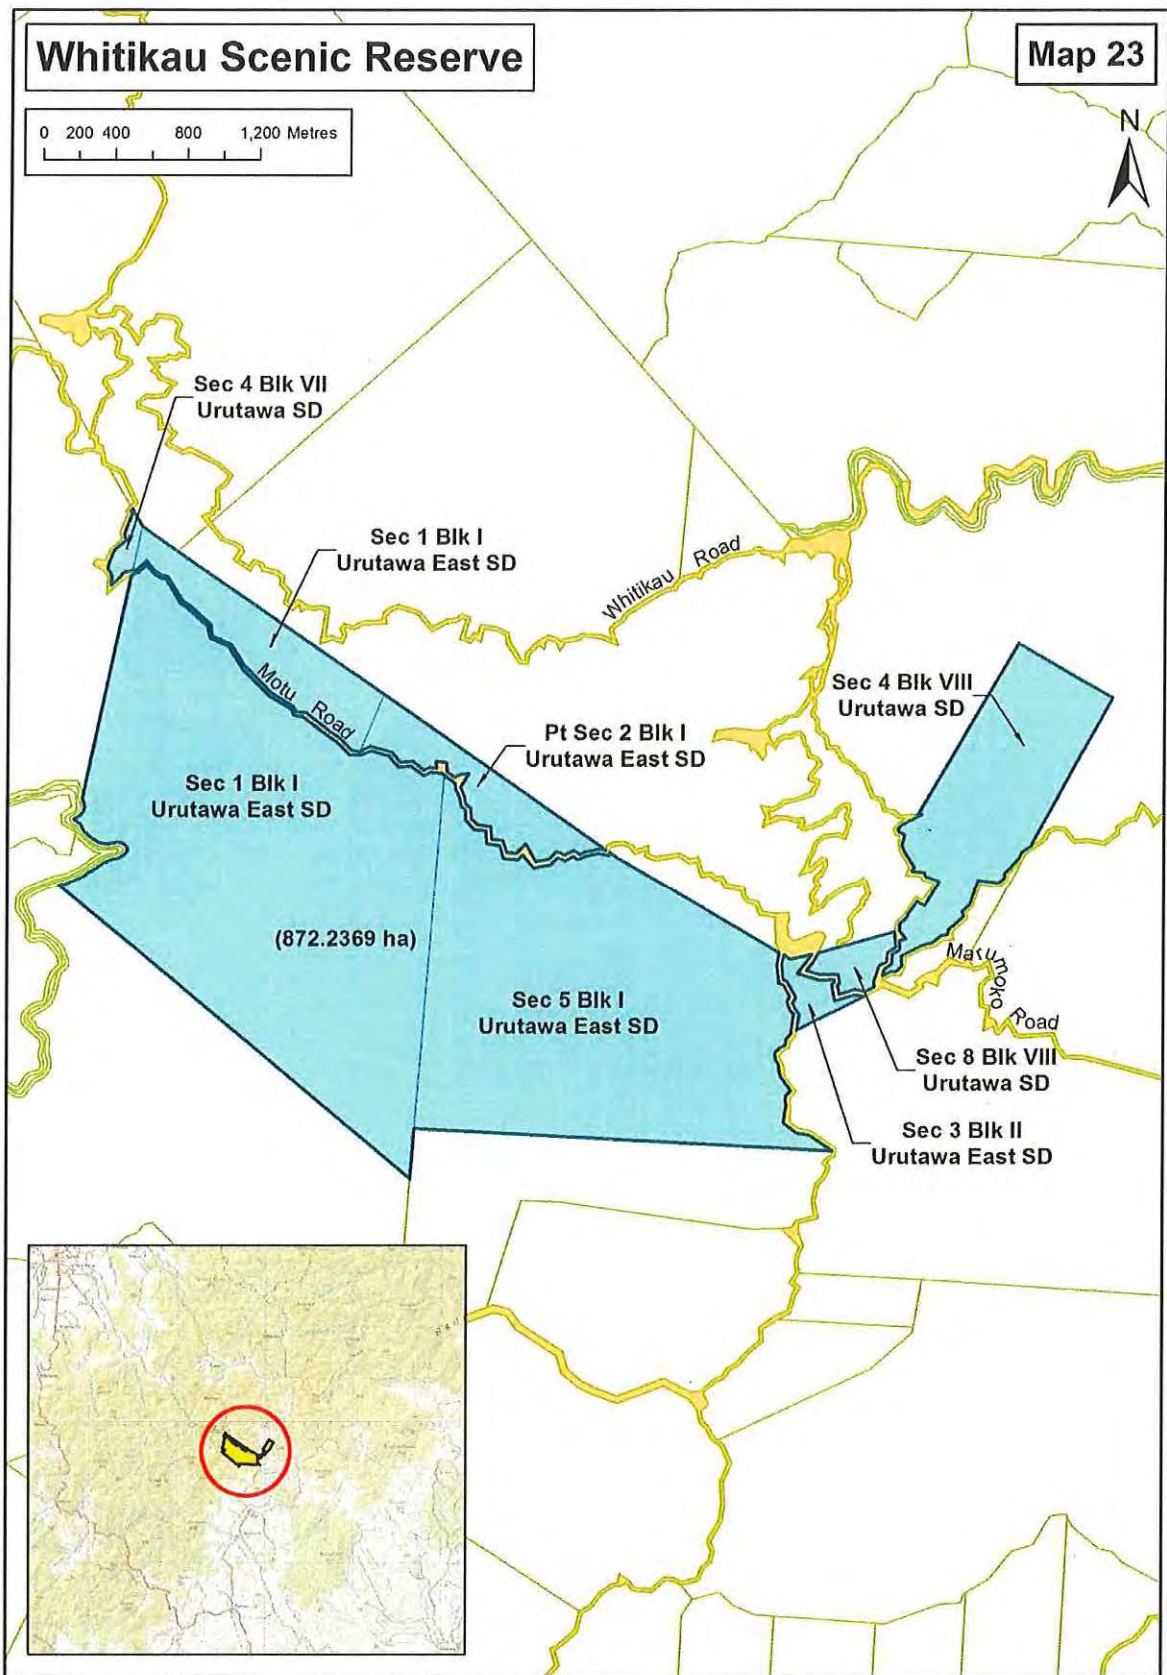 Whitikau Scenic Reserve
Map 23
0 200 400 800 1,200 Metres
N
Sec 4 Blk VII
Urutawa SD
Sec 1 Blk I
Urutawa East SD
Whitikau Road
Motu Road
Sec 4 Blk VIII
Urutawa SD
Pt Sec 2 Blk I
Urutawa East SD
Sec 1 Blk I
Urutawa East SD
(872.2369 ha)
Sec 5 Blk I
Urutawa East SD
Road
Sec 8 Blk VIII
Urutawa SD
Sec 3 Blk II
Urutawa East SD